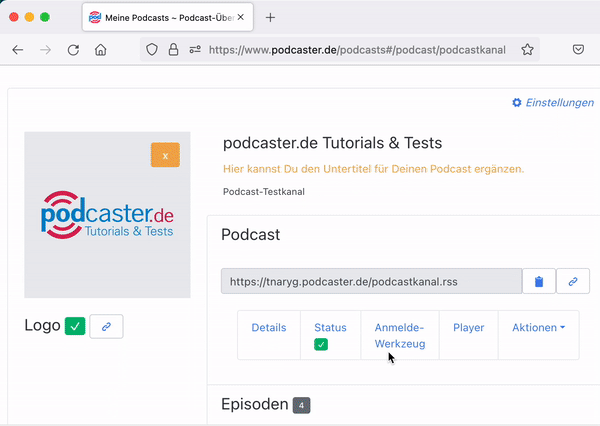 Meine Podcasts ~ Podcast-Über
https://www.podcaster.de/podcasts#/podcast/podcastkanal
Einstellungen
x
podcaster.de
Tutorials & Tests
Logo
podcaster.de Tutorials & Tests
Hier kannst Du den Untertitel für Deinen Podcast ergänzen.
Podcast-Testkanal
Podcast
https://tnaryg.podcaster.de/podcastkanal.rss
Details
Status
Anmelde-
Werkzeug
Player
Aktionen
Episoden 4